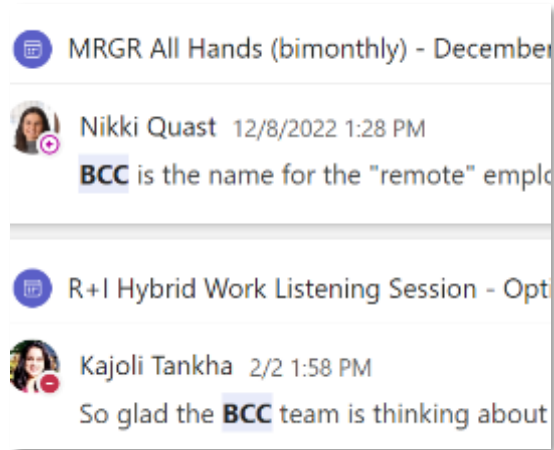 MRGR All Hands (bimonthly) - December
Nikki Quast 12/8/2022 1:28 PM
BCC is the name for the "remote" emplo
R+I Hybrid Work Listening Session - Opti
Kajoli Tankha 2/2 1:58 PM
So glad the BCC team is thinking about